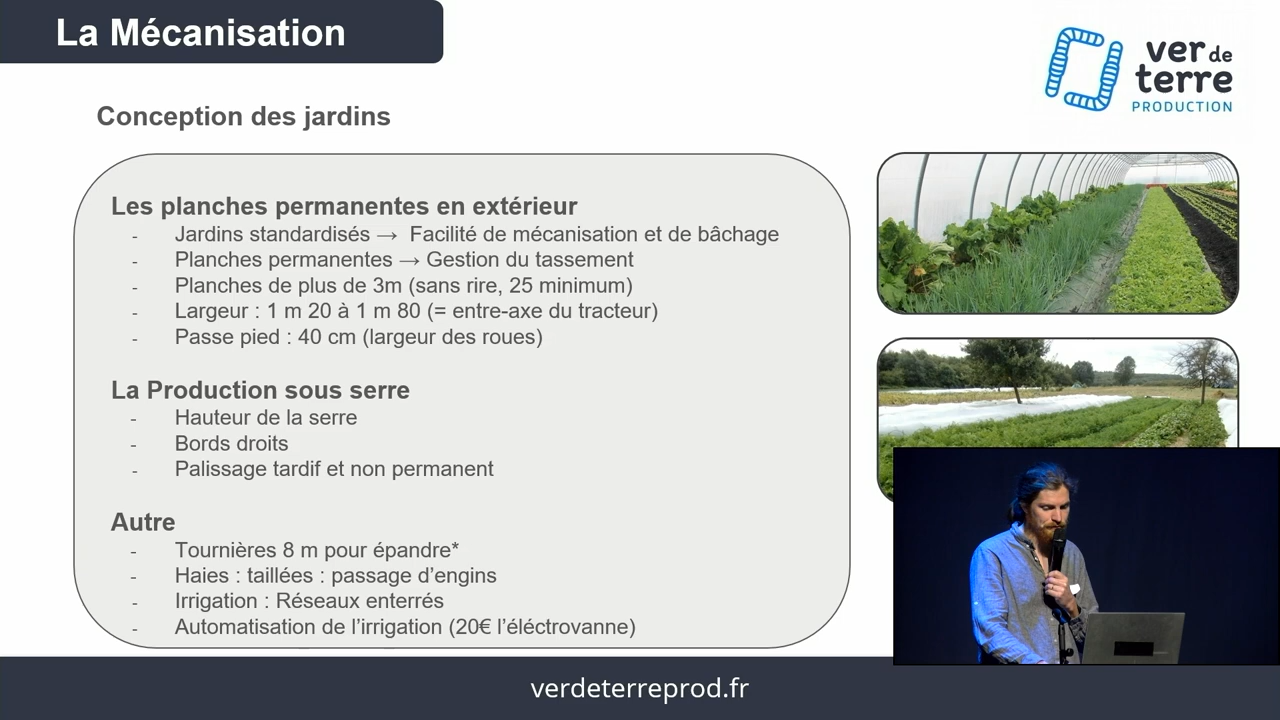 La Mécanisation
ver de
terre
PRODUCTION
Conception des jardins
Les planches permanentes en extérieur
- Jardins standardisés → Facilité de mécanisation et de bâchage
- Planches permanentes → Gestion du tassement
- Planches de plus de 3m (sans rire, 25 minimum)
- Largeur : 1 m 20 à 1 m 80 (= entre-axe du tracteur)
- Passe pied : 40 cm (largeur des roues)
La Production sous serre
- Hauteur de la serre
- Bords droits
- Palissage tardif et non permanent
Autre
- Tournières 8 m pour épandre*
- Haies : taillées : passage d’engins
- Irrigation : Réseaux enterrés
- Automatisation de l’irrigation (20€ l’éléctrovanne)
verdeterreprod.fr